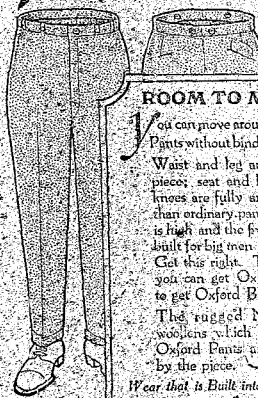 ROOM TO M
You can move arou
Pants without bind
Waist and leg a
piece; seat and
knees are fully a
than ordinary pan
is high and the
built for big men
Get this right. T
you can get Ox
to get Oxford B
The rugged N
woollens which
Oxford Pants a
by the piece.
Wear that is Built int